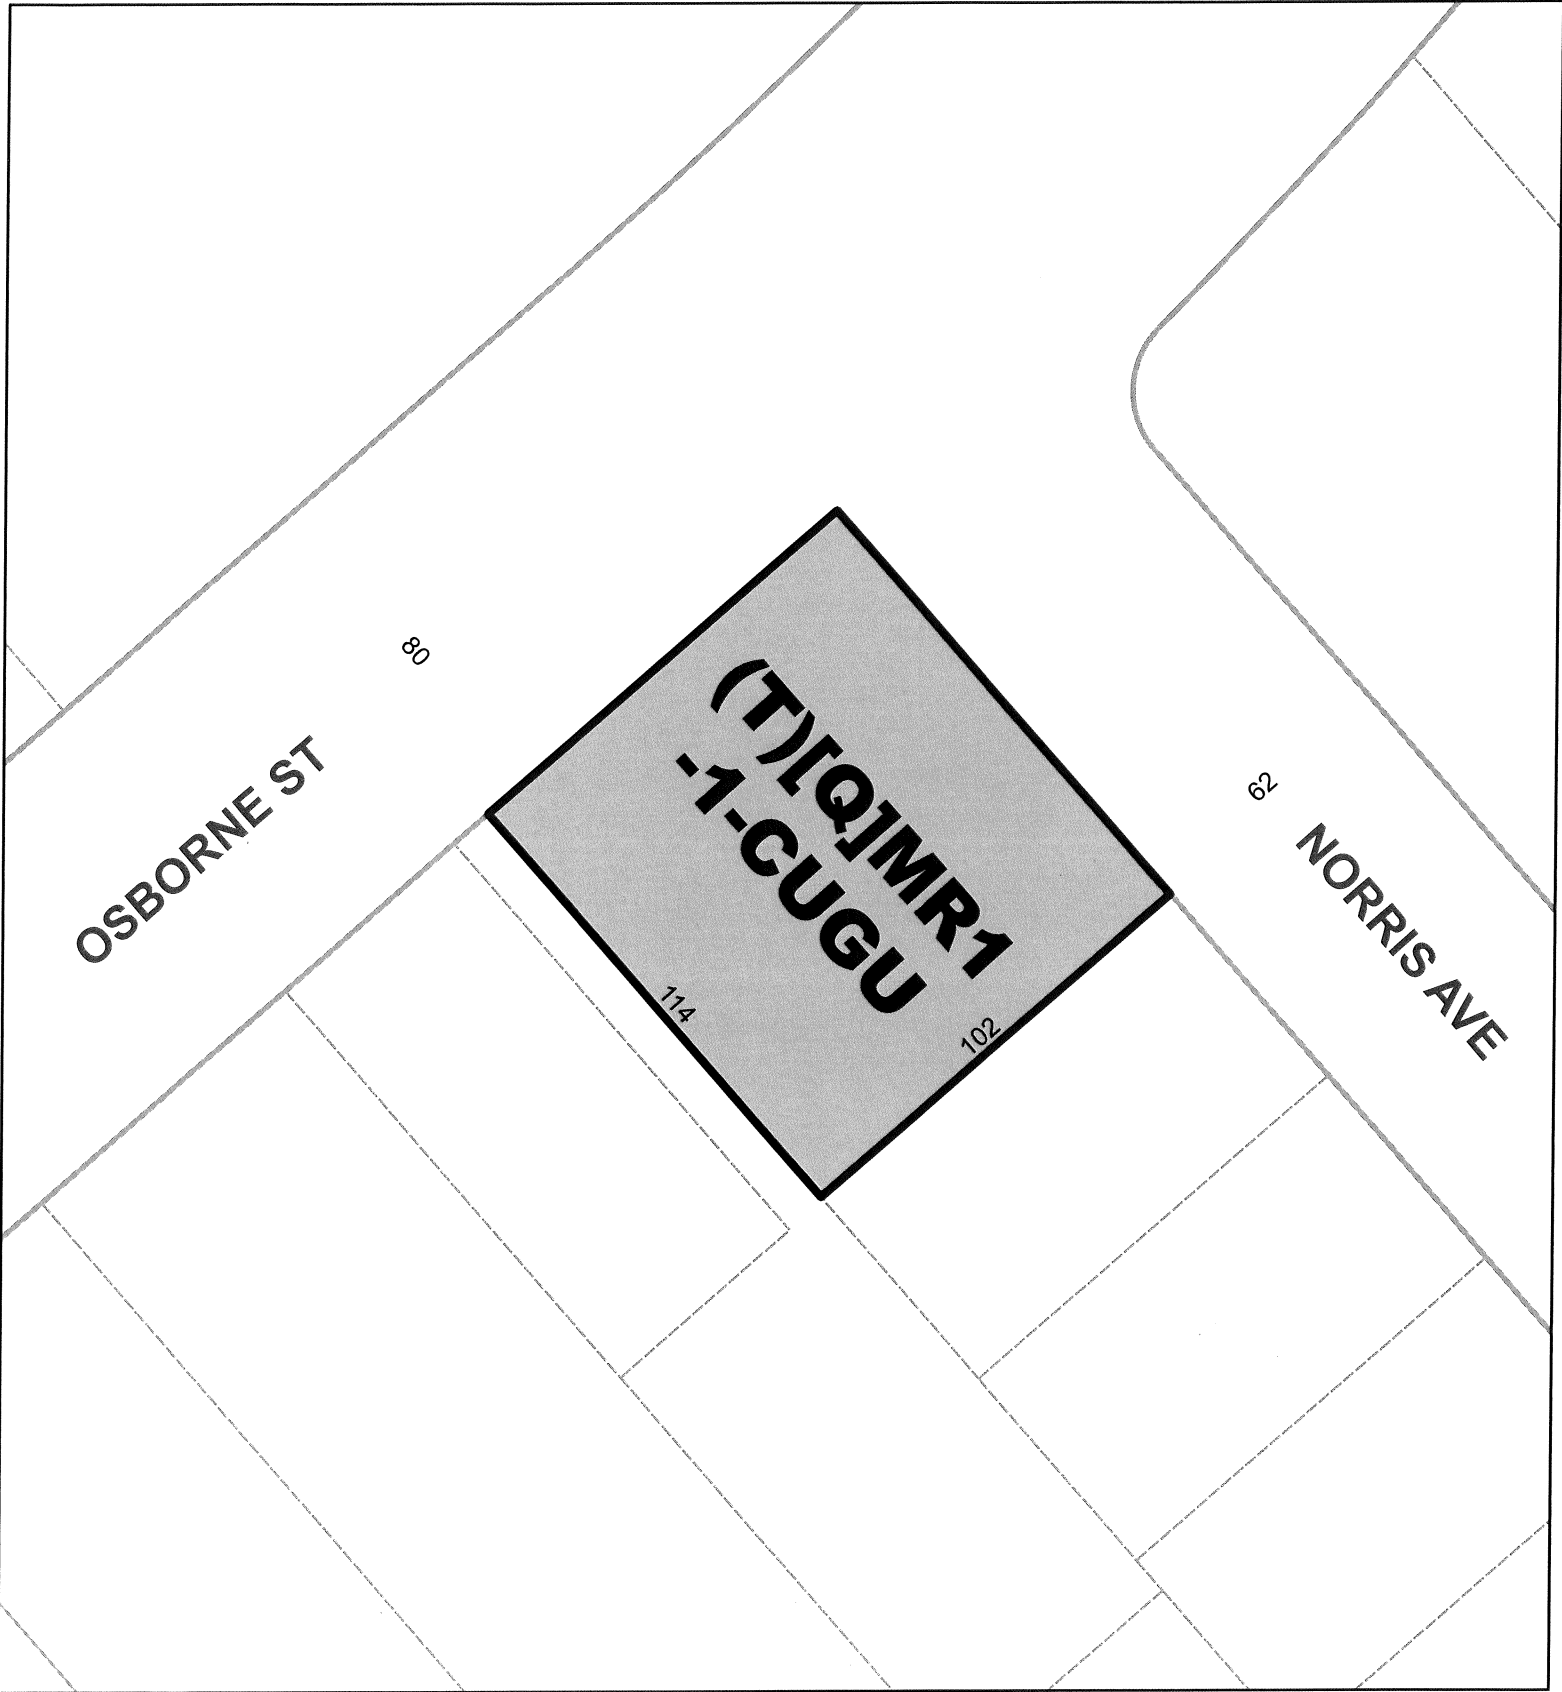 80
OSBORNE ST
(T)[Q]MR1
-1-CUGU
114
102
62
NORRIS AVE